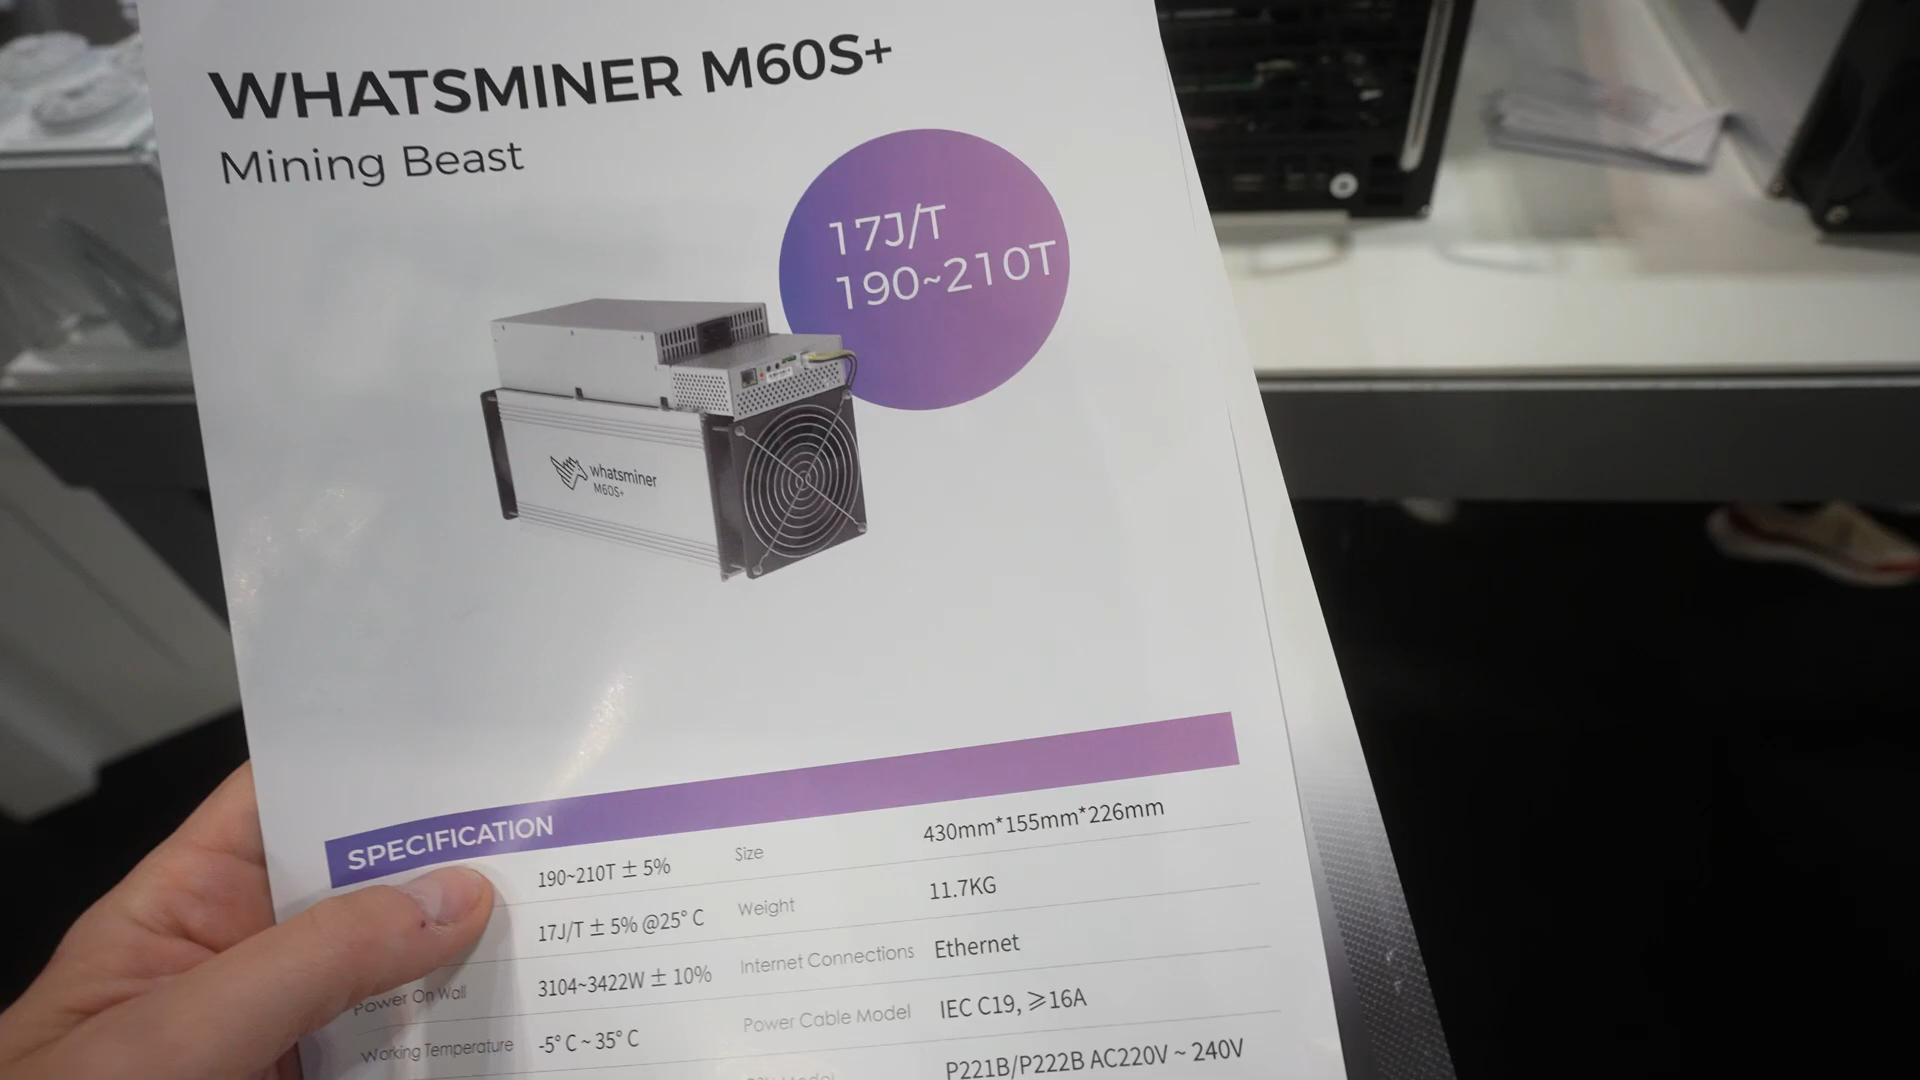 WHATSMINER M60S+
Mining Beast
17J/T
190~210T
whatsminer
M60S+
SPECIFICATION
190~210T ± 5% Size 430mm*155mm*226mm
17J/T ± 5% @25° C Weight 11.7KG
Power On Wall 3104~3422W ± 10% Internet Connections Ethernet
Working Temperature -5° C ~ 35° C Power Cable Model IEC C19, ⩾16A
Model P221B/P222B AC220V ~ 240V